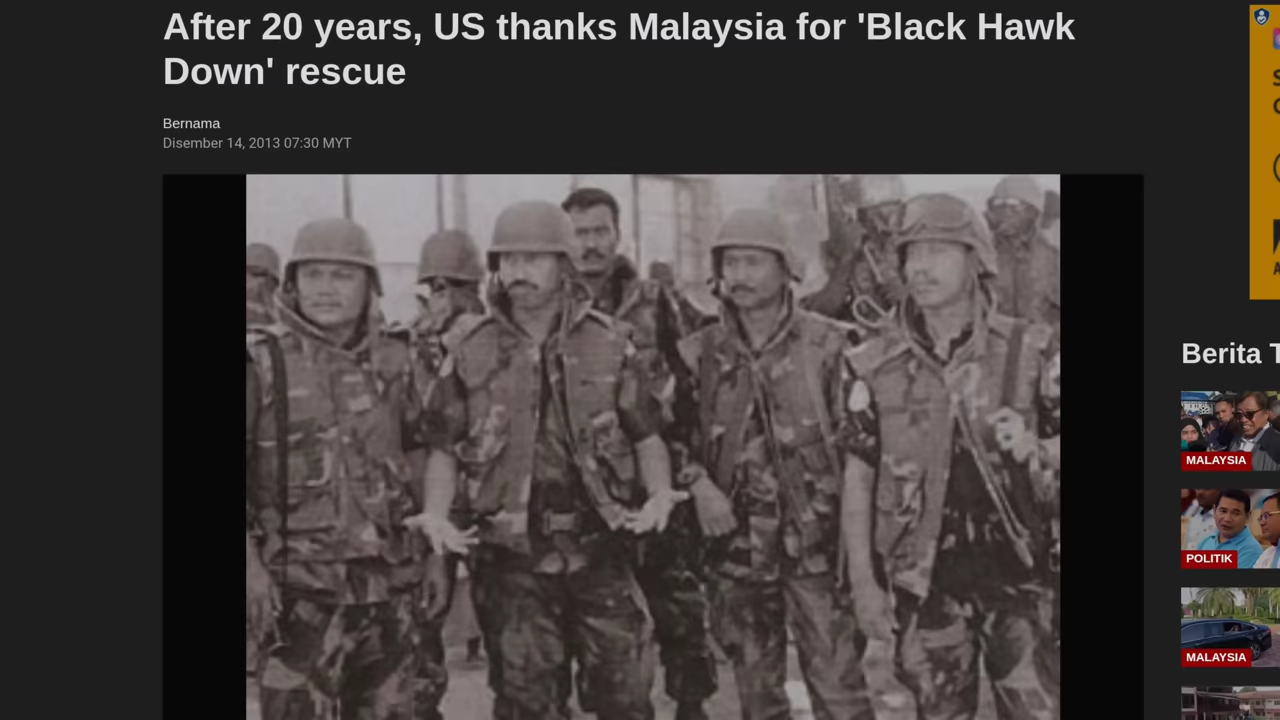 After 20 years, US thanks Malaysia for 'Black Hawk
Down' rescue
Bernama
Disember 14, 2013 07:30 MYT
Berita
MALAYSIA
POLITIK
MALAYSIA